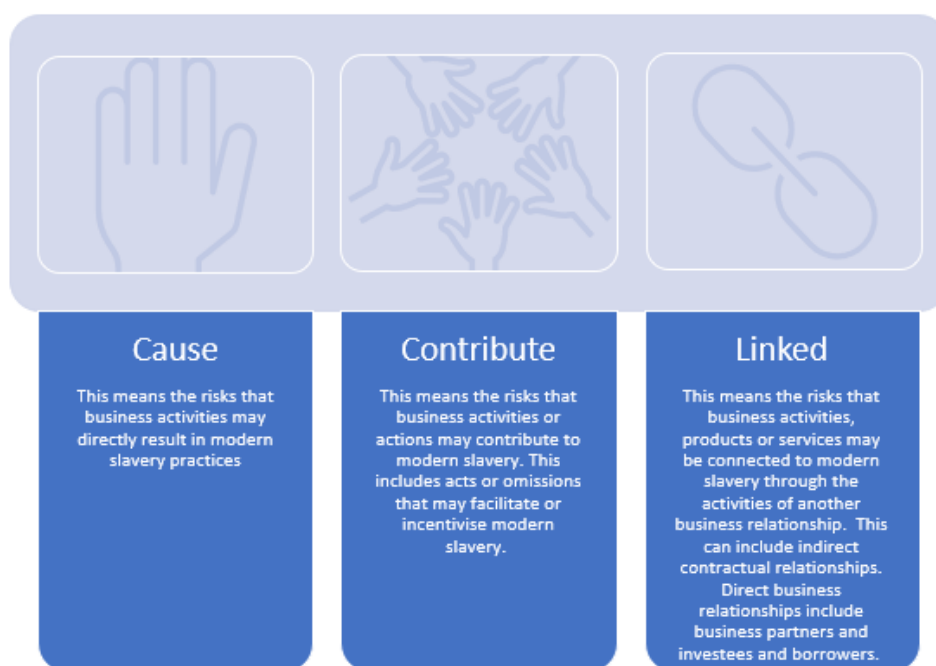 Cause
This means the risks that
business activities may
directly result in modern
slavery practices
Contribute
This means the risks that
business activities or
actions may contribute to
modern slavery. This
includes acts or omissions
that may facilitate or
incentivise modern
slavery.
Linked
This means the risks that
business activities,
products or services may
be connected to modern
slavery through the
activities of another
business relationship.  This
can include indirect
contractual relationships.
Direct business
relationships include
business partners and
investees and borrowers.